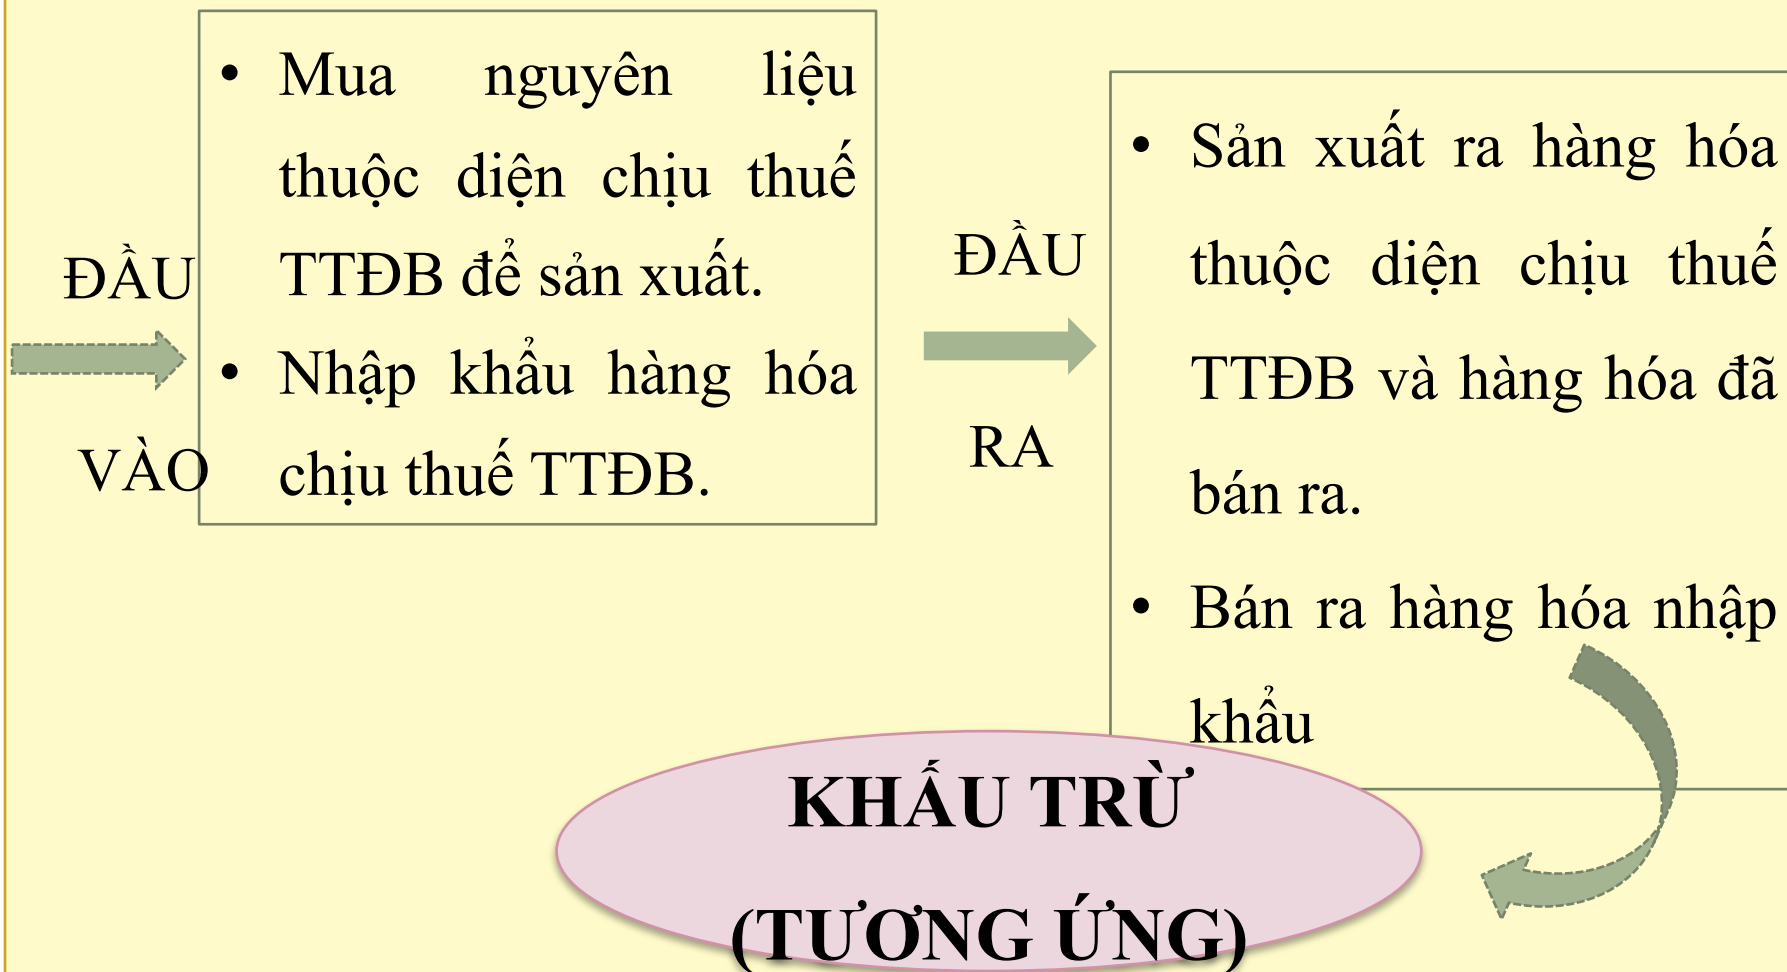 ĐẦU
VÀO
• Mua nguyên liệu
thuộc diện chịu thuế
TTĐB để sản xuất.
• Nhập khẩu hàng hóa
chịu thuế TTĐB.
ĐẦU
RA
• Sản xuất ra hàng hóa
thuộc diện chịu thuế
TTĐB và hàng hóa đã
bán ra.
• Bán ra hàng hóa nhập
khẩu
KHẤU TRỪ
(TƯƠNG ỨNG)